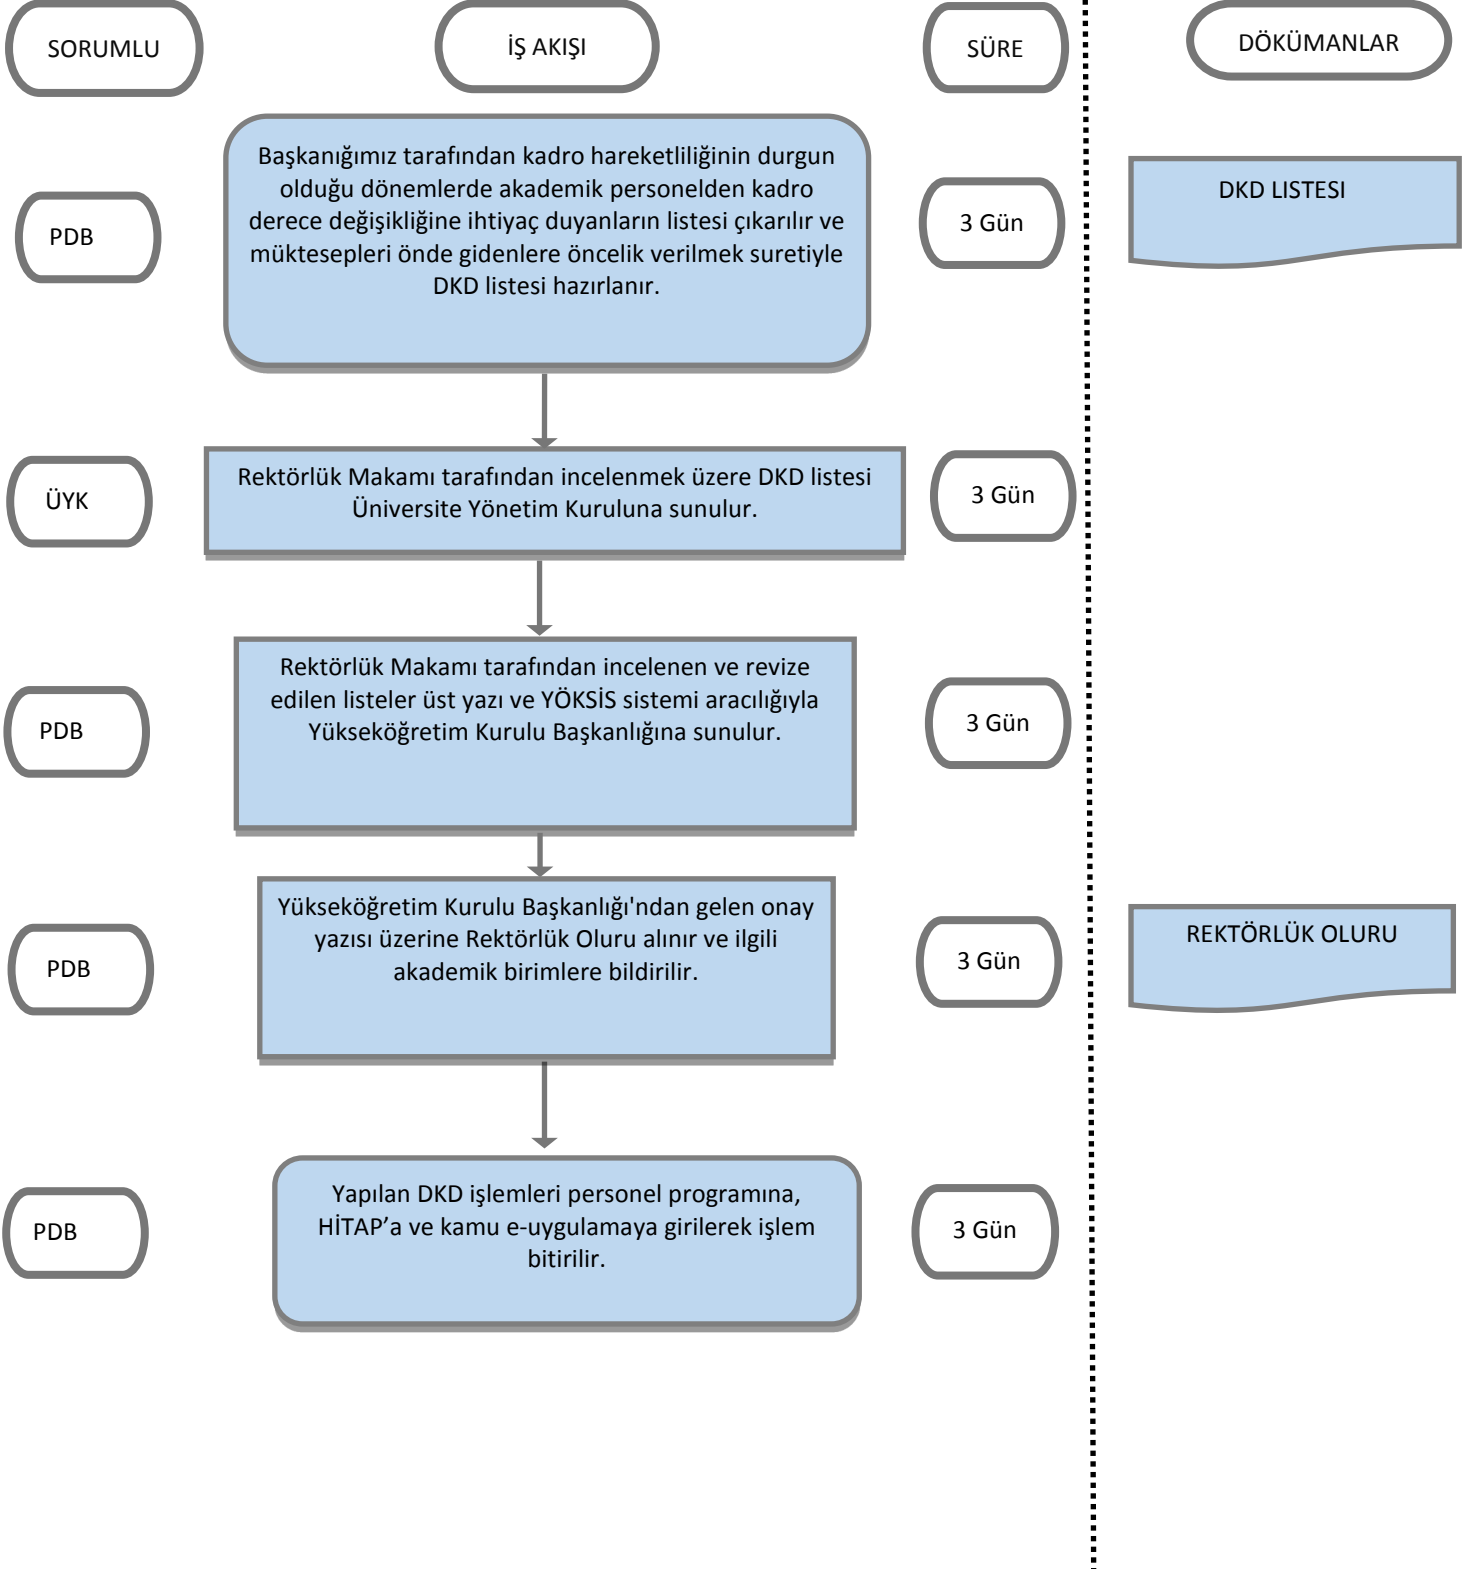 SORUMLU
İŞ AKIŞI
SÜRE
DÖKÜMANLAR
PDB
Başkanığımız tarafından kadro hareketliliğinin durgun
olduğu dönemlerde akademik personelden kadro
derece değişikliğine ihtiyaç duyanların listesi çıkarılır ve
müktesepleri önde gidenlere öncelik verilmek suretiyle
DKD listesi hazırlanır.
3 Gün
DKD LISTESI
ÜYK
Rektörlük Makamı tarafından incelenmek üzere DKD listesi
Üniversite Yönetim Kuruluna sunulur.
3 Gün
PDB
Rektörlük Makamı tarafından incelenen ve revize
edilen listeler üst yazı ve YÖKSİS sistemi aracılığıyla
Yükseköğretim Kurulu Başkanlığına sunulur.
3 Gün
PDB
Yükseköğretim Kurulu Başkanlığı'ndan gelen onay
yazısı üzerine Rektörlük Oluru alınır ve ilgili
akademik birimlere bildirilir.
3 Gün
REKTÖRLÜK OLURU
PDB
Yapılan DKD işlemleri personel programına,
HİTAP’a ve kamu e-uygulamaya girilerek işlem
bitirilir.
3 Gün